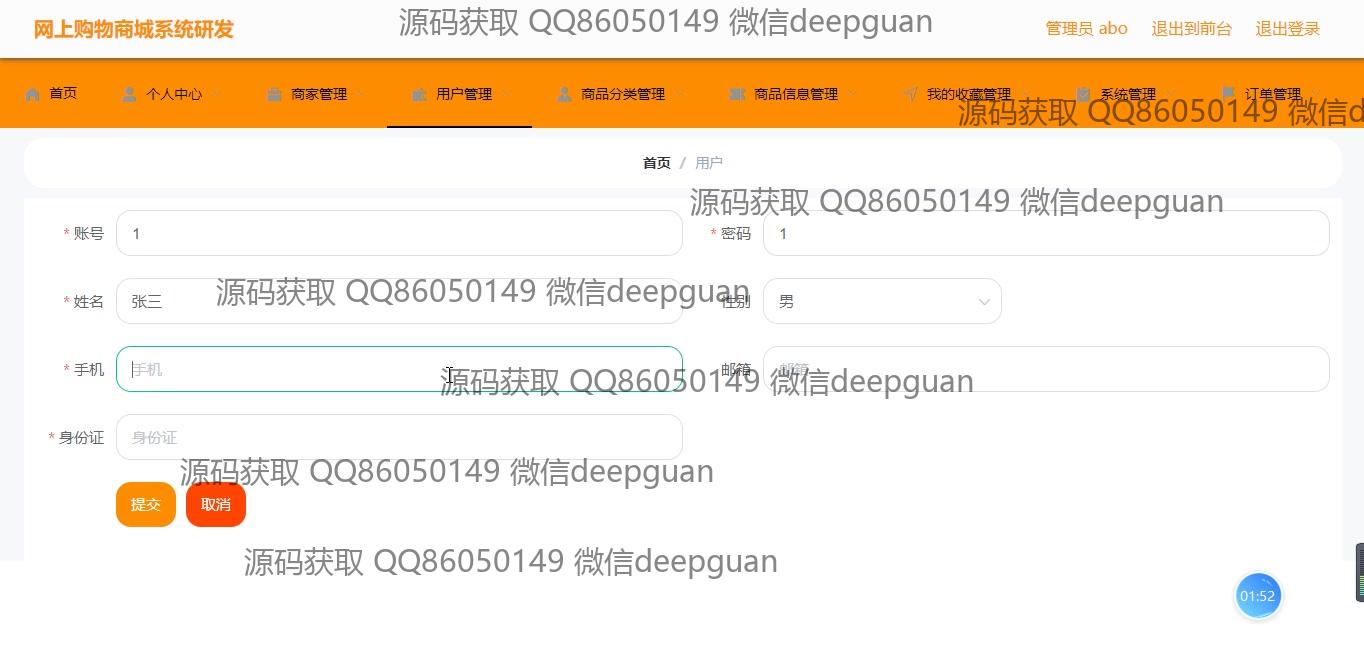 网上购物商城系统研发
源码获取 QQ86050149 微信deepguan
管理员 abo 退出到前台 退出登录
首页 个人中心 商家管理 用户管理 商品分类管理 商品信息管理 我的收藏管理 系统管理 订单管理
源码获取 QQ86050149 微信d
首页 / 用户
源码获取 QQ86050149 微信deepguan
* 账号 1 * 密码 1
源码获取 QQ86050149 微信deepguan
* 姓名 张三 性别 男
* 手机 手机 邮箱 邮箱
源码获取 QQ86050149 微信deepguan
* 身份证 身份证
源码获取 QQ86050149 微信deepguan
提交 取消
源码获取 QQ86050149 微信deepguan
01:52